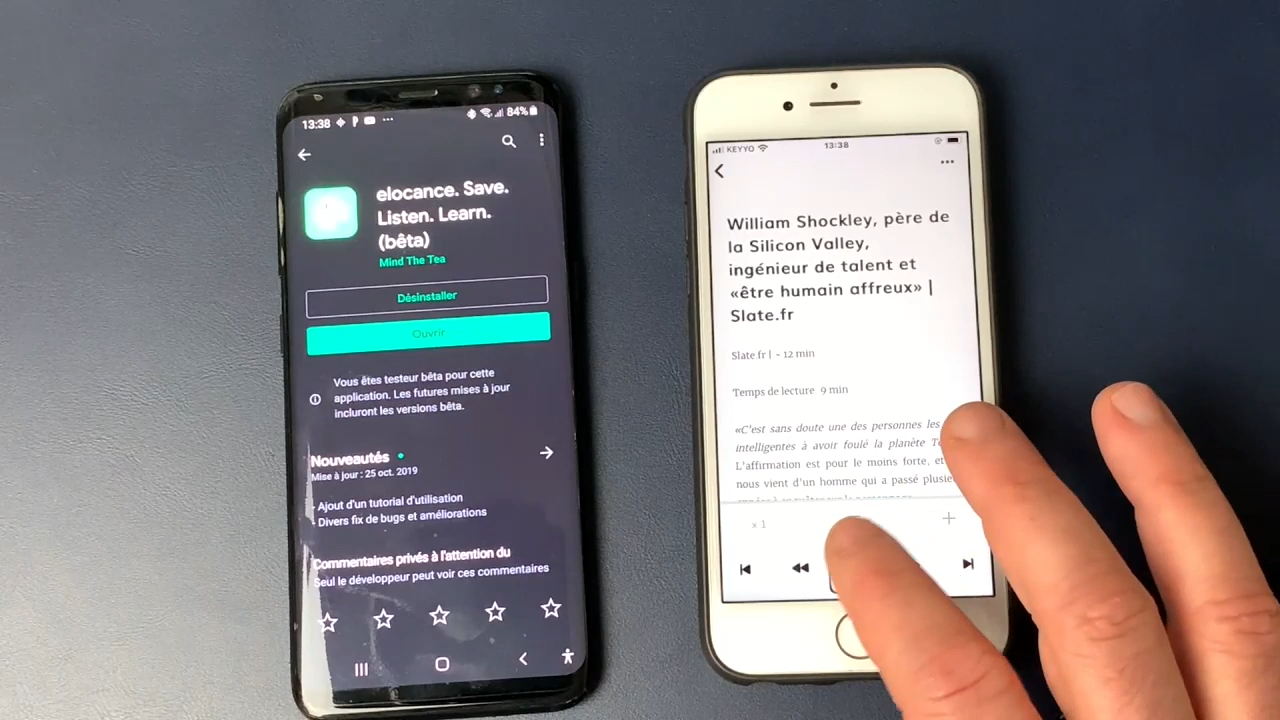 13:38
84%
elocance. Save.
Listen. Learn.
(bêta)
Mind The Tea
Désinstaller
Ouvrir
Vous êtes testeur bêta pour cette
application. Les futures mises à jour
incluront les versions bêta.
Nouveautés
Mise à jour : 25 oct. 2019
- Ajout d'un tutorial d'utilisation
- Divers fix de bugs et améliorations
Commentaires privés à l'attention du
Seul le développeur peut voir ces commentaires
KEYYO
13:38
William Shockley, père de
la Silicon Valley,
ingénieur de talent et
«être humain affreux» |
Slate.fr
Slate fr | ~ 12 min
Temps de lecture 9 min
«C'est sans doute une des personnes les
intelligentes à avoir foulé la planète
L'affirmation est pour le moins forte, et
nous vient d'un homme qui a passé
x 1